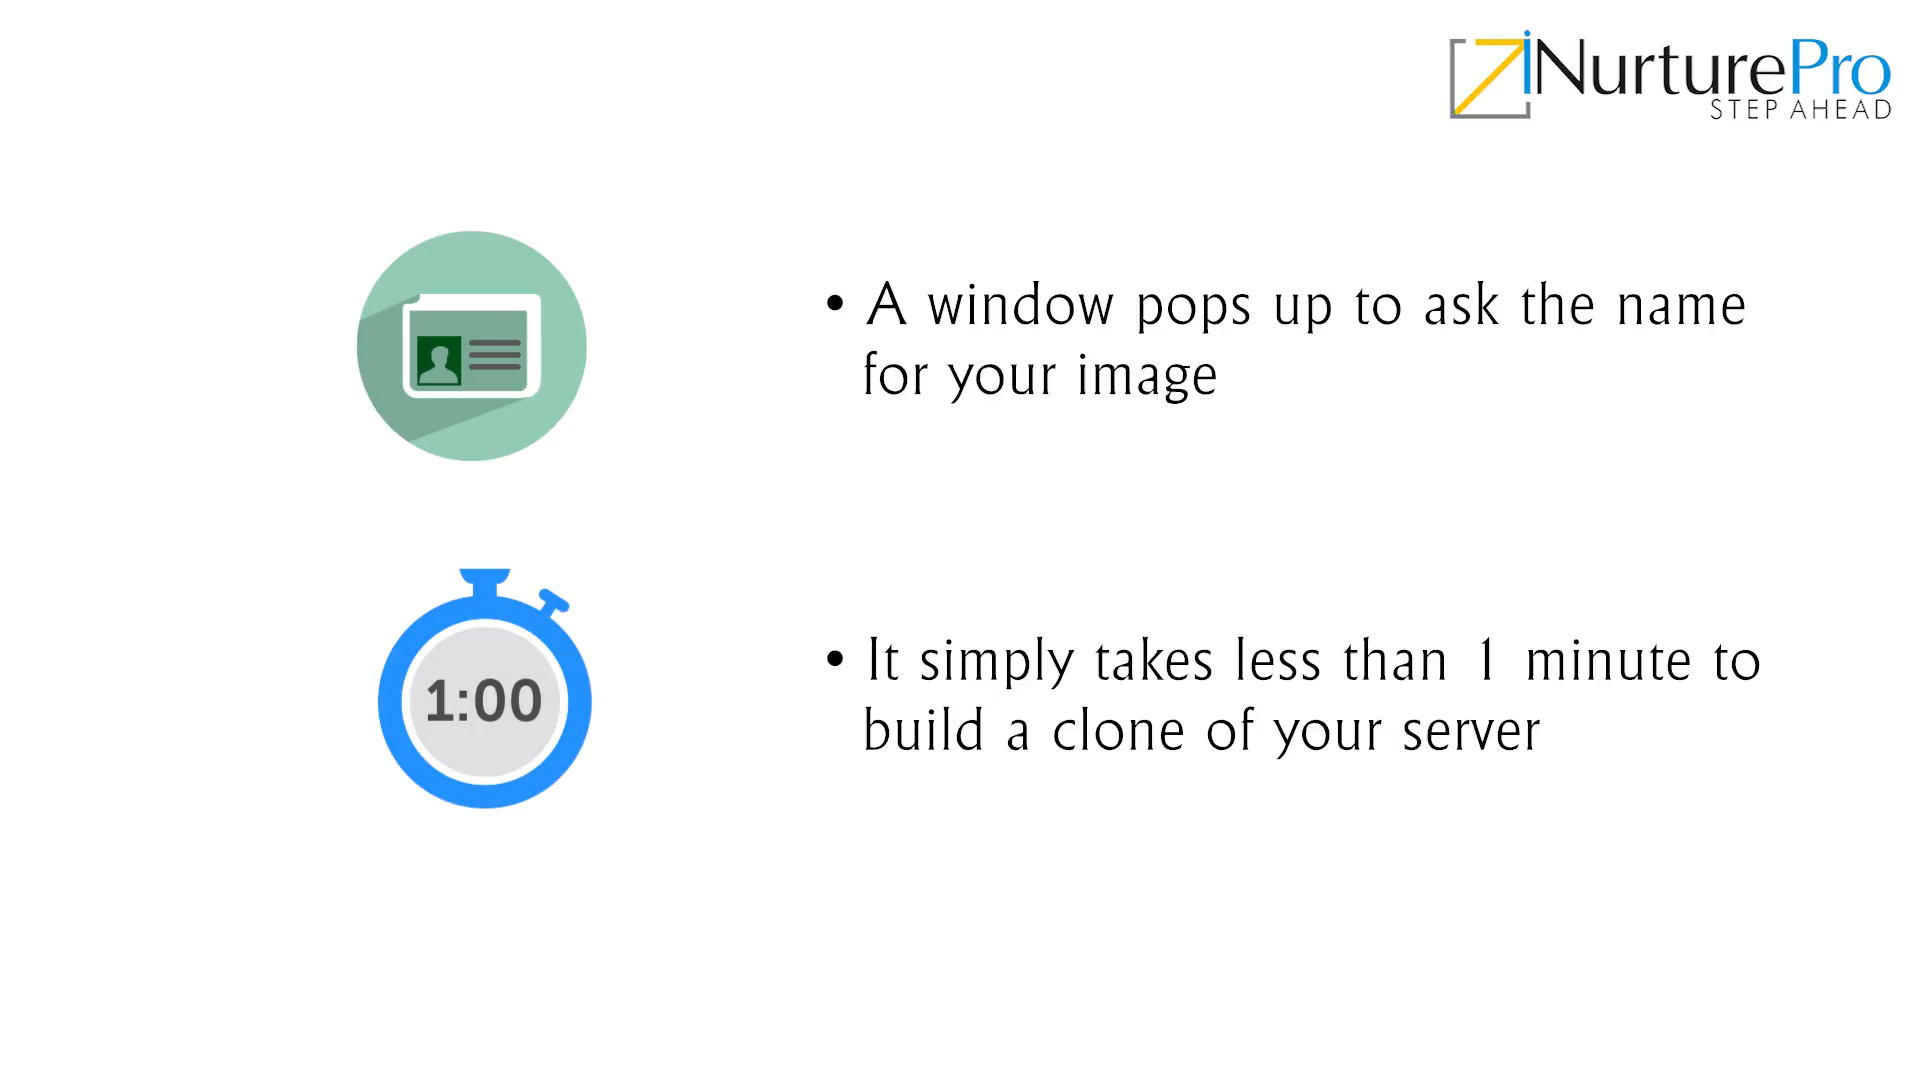 iNurturePro
STEP AHEAD
• A window pops up to ask the name
for your image
1:00
• It simply takes less than 1 minute to
build a clone of your server